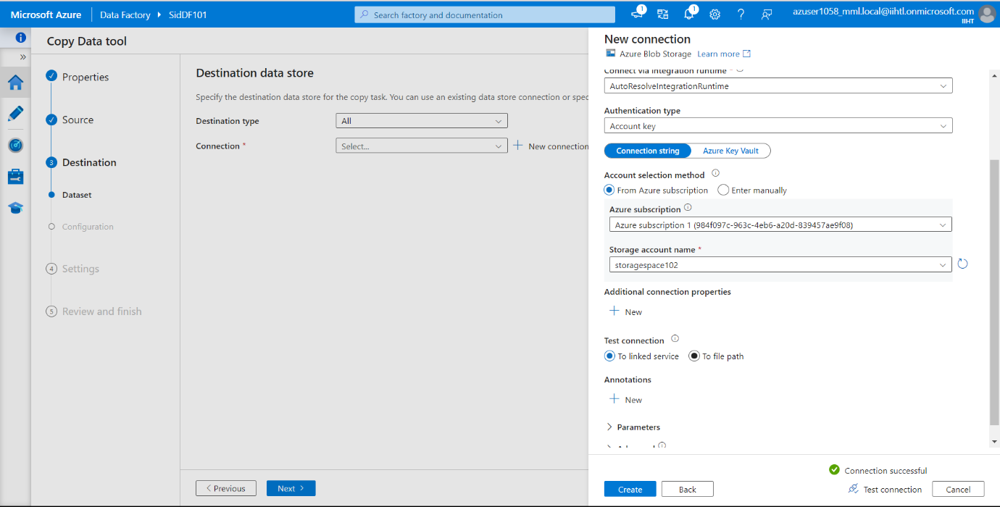 Microsoft Azure
Data Factory
SidDF101
Search factory and documentation
1
1
azuser1058_mml.local@iihtl.onmicrosoft.com
IIHT
Copy Data tool
Properties
Source
3 Destination
Dataset
Configuration
4 Settings
5 Review and finish
Destination data store
Specify the destination data store for the copy task. You can use an existing data store connection or spec
Destination type
All
Connection *
Select...
New connection
Previous
Next
New connection
Azure Blob Storage Learn more
Connect via integration runtime *
AutoResolveIntegrationRuntime
Authentication type
Account key
Connection string
Azure Key Vault
Account selection method
From Azure subscription
Enter manually
Azure subscription
Azure subscription 1 (984f097c-963c-4eb6-a20d-839457ae9f08)
Storage account name *
storagespace102
Additional connection properties
New
Test connection
To linked service
To file path
Annotations
New
Parameters
Connection successful
Create
Back
Test connection
Cancel